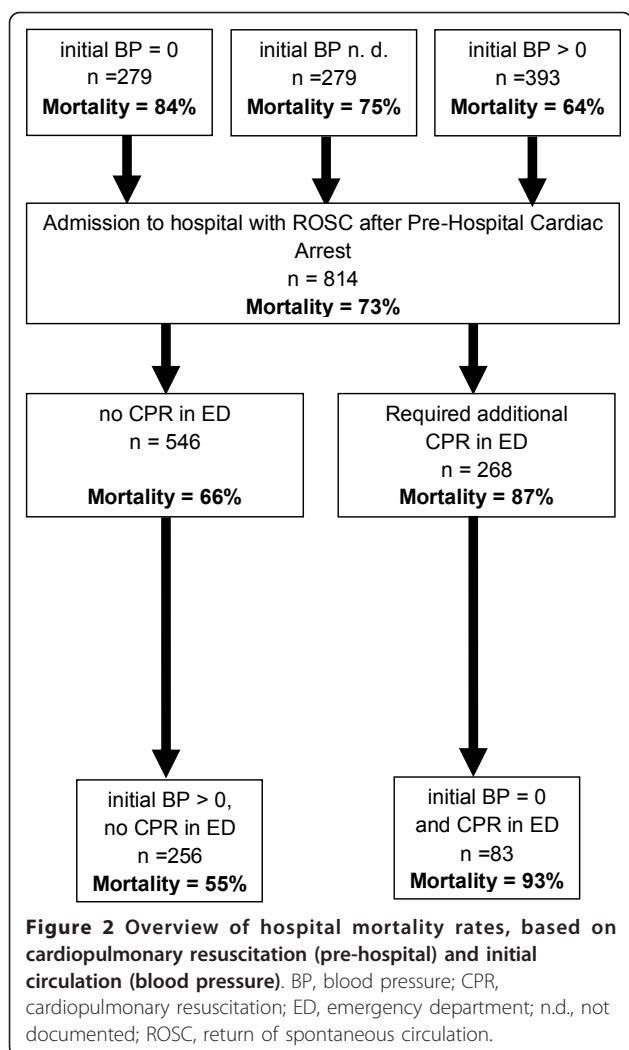 initial BP = 0
n =279
Mortality = 84%
initial BP n. d.
n =279
Mortality = 75%
initial BP > 0
n =393
Mortality = 64%
Admission to hospital with ROSC after Pre-Hospital Cardiac
Arrest
n = 814
Mortality = 73%
no CPR in ED
n = 546
Mortality = 66%
Required additional
CPR in ED
n = 268
Mortality = 87%
initial BP > 0,
no CPR in ED
n =256
Mortality = 55%
initial BP = 0
and CPR in ED
n =83
Mortality = 93%
Figure 2 Overview of hospital mortality rates, based on
cardiopulmonary resuscitation (pre-hospital) and initial
circulation (blood pressure). BP, blood pressure; CPR,
cardiopulmonary resuscitation; ED, emergency department; n.d., not
documented; ROSC, return of spontaneous circulation.